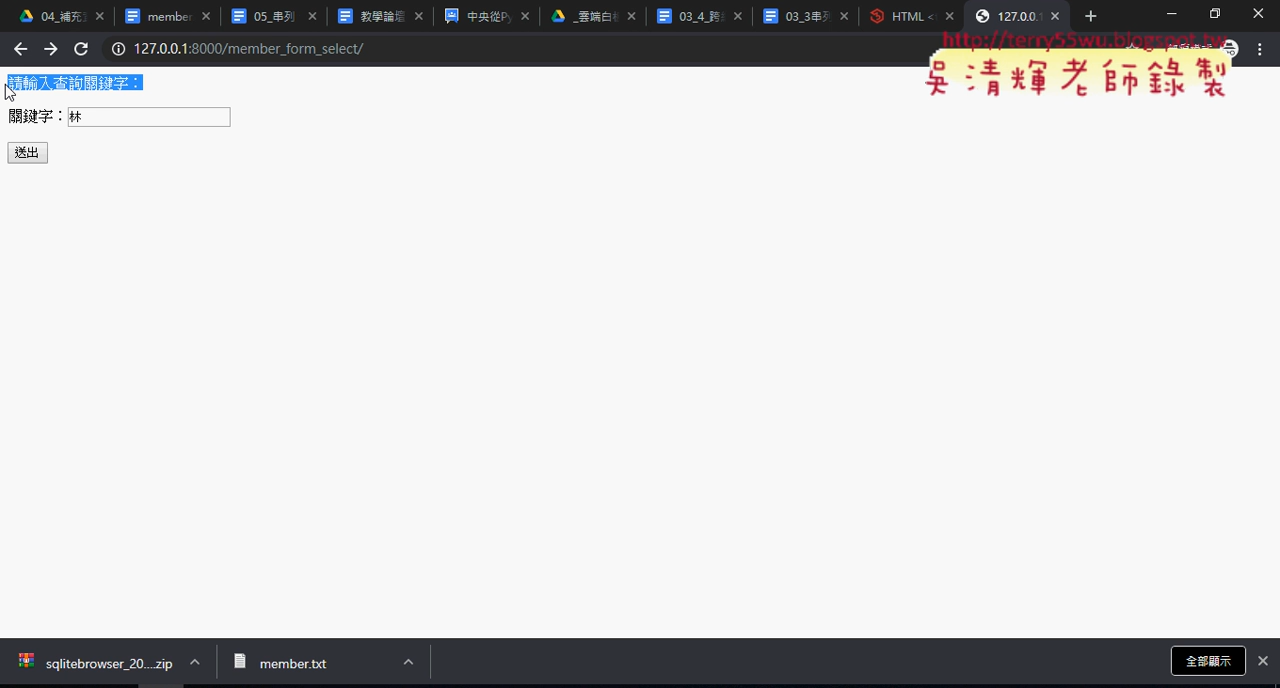 04_補充
member
05_串列
教學論壇
中央從Py
_雲端白板
03_4_跨
03_3串列
HTML <
127.0.0.1
127.0.0.1:8000/member_form_select/
http://terry55wu.blogspot.tw
吳清輝老師錄製
請輸入查詢關鍵字：
關鍵字：林
送出
sqlitebrowser_20....zip
member.txt
全部顯示